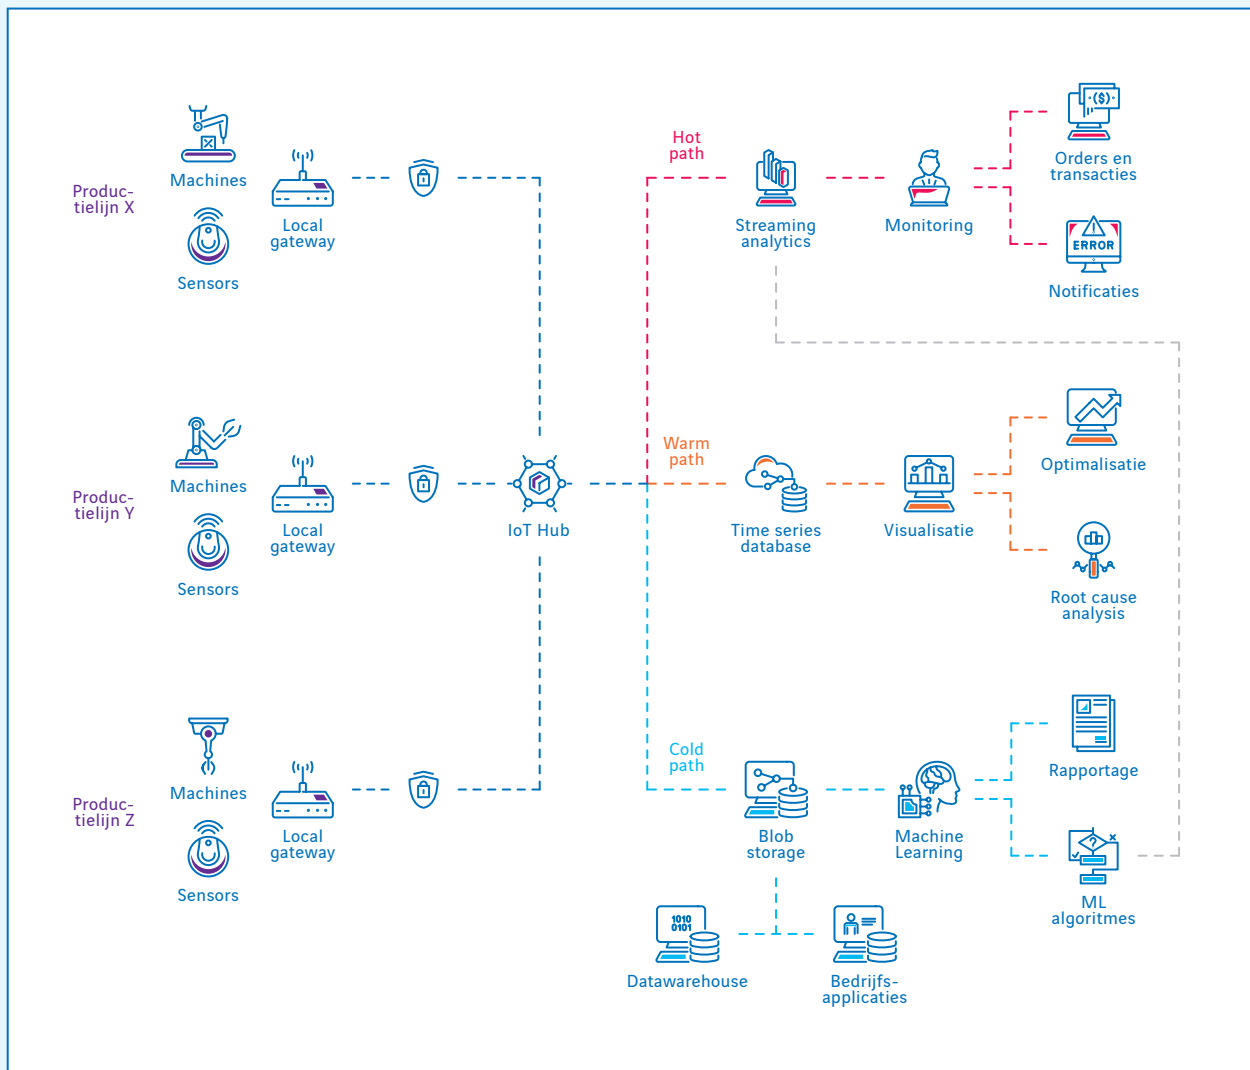 Produc-
tielijn X
Machines
Sensors
Local
gateway
Hot
path
Streaming
analytics
Monitoring
($)
Orders en
transacties
!
ERROR
Notificaties
Produc-
tielijn Y
Machines
Sensors
Local
gateway
IoT Hub
Warm
path
Time series
database
Visualisatie
Optimalisatie
Root cause
analysis
Produc-
tielijn Z
Machines
Sensors
Local
gateway
Cold
path
Blob
storage
Machine
Learning
Rapportage
?
ML
algoritmes
1010
0101
Datawarehouse
Bedrijfs-
applicaties